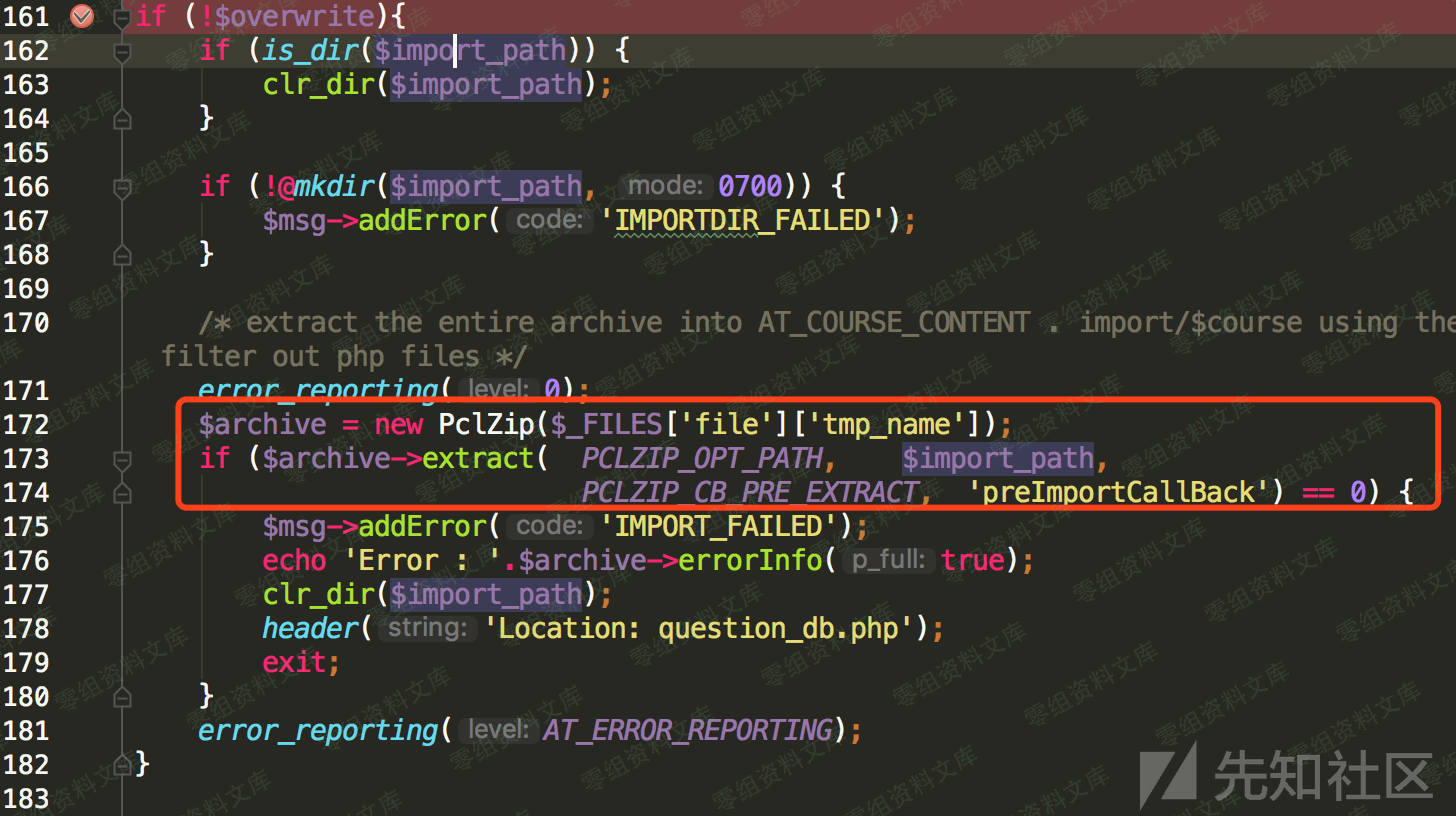 161 if (!$overwrite){
162 if (is_dir($import_path)) {
163 clr_dir($import_path);
164 }
165
166 if (!@mkdir($import_path, mode: 0700)) {
167 $msg->addError( code: 'IMPORTDIR_FAILED');
168 }
169
170 /* extract the entire archive into AT_COURSE_CONTENT . import/$course using the
filter out php files */
171 error_reporting( level: 0);
172 $archive = new PclZip($_FILES['file']['tmp_name']);
173 if ($archive->extract( PCLZIP_OPT_PATH, $import_path,
174 PCLZIP_CB_PRE_EXTRACT, 'preImportCallBack') == 0) {
175 $msg->addError( code: 'IMPORT_FAILED');
176 echo 'Error : '.$archive->errorInfo( p_full: true);
177 clr_dir($import_path);
178 header( string: 'Location: question_db.php');
179 exit;
180 }
181 error_reporting( level: AT_ERROR_REPORTING);
182 }
183
零组资料文库
先知社区